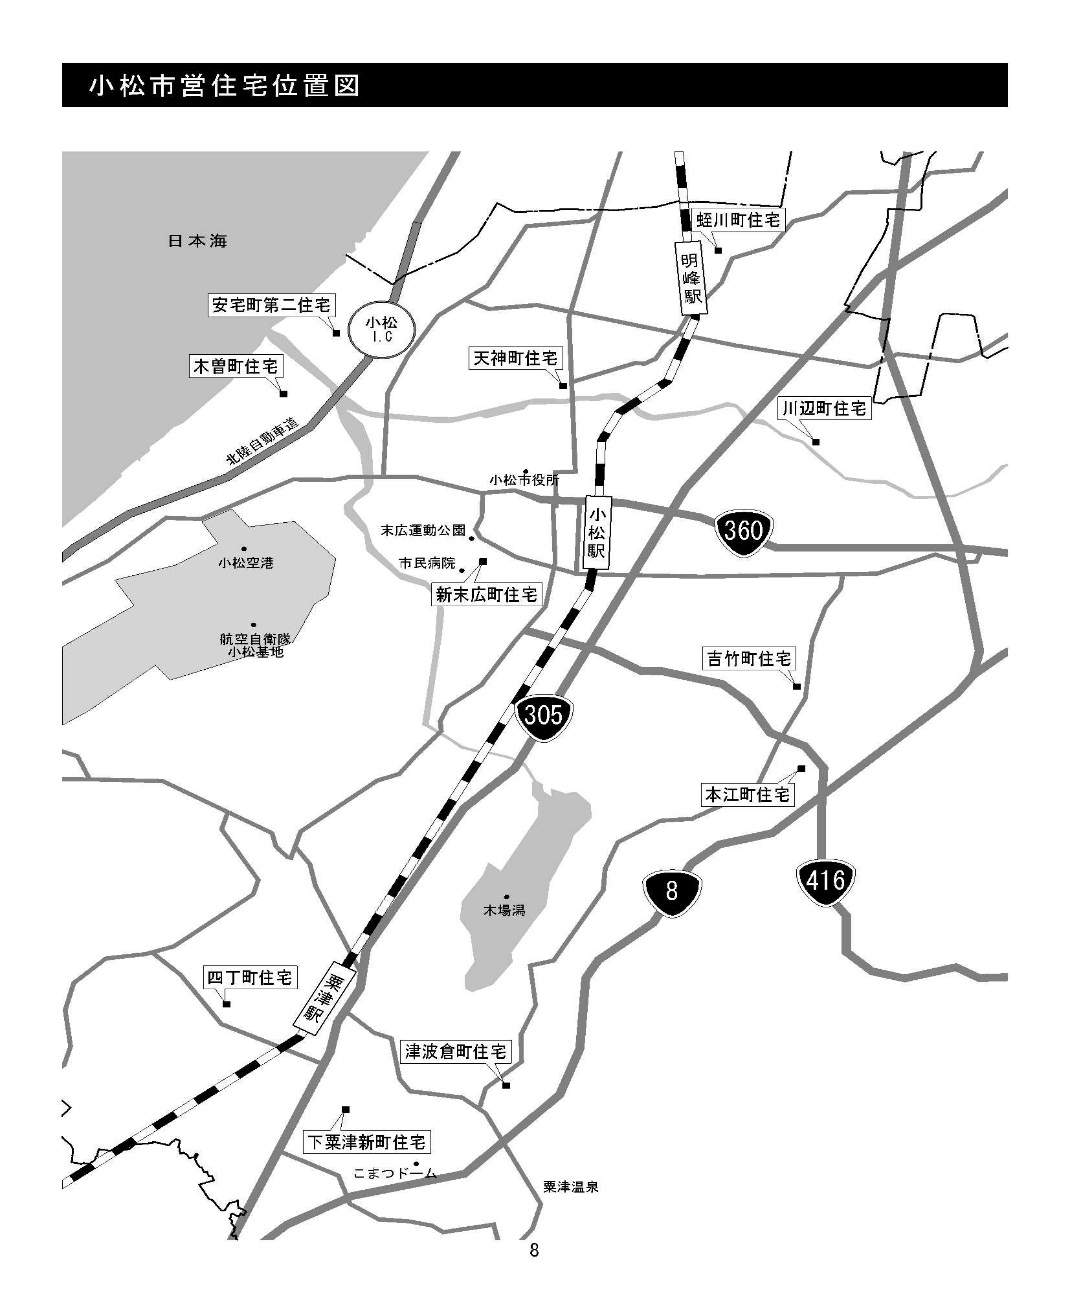 小松市営住宅位置図
蛭川町住宅
日本海
明峰駅
安宅町第二住宅
小松
I.C
天神町住宅
木曽町住宅
川辺町住宅
北陸自動車道
小松市役所
小松駅
360
末広運動公園
小松空港
市民病院
新末広町住宅
航空自衛隊
小松基地
吉竹町住宅
305
本江町住宅
8
416
木場潟
四丁町住宅
粟津駅
津波倉町住宅
下粟津新町住宅
こまつドーム
粟津温泉
8